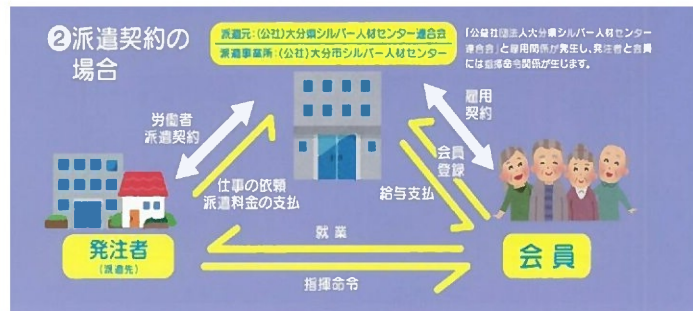 ❷派遣契約の
場合
派遣元：(公社)大分県シルバー人材センター連合会
派遣事業所：(公社)大分市シルバー人材センター
「公益社団法人大分県シルバー人材センター
連合会」と雇用関係が発生し、発注者と会員
には指揮命令関係が生じます。
労働者
派遣契約
雇用
契約
会員
登録
仕事の依頼
派遣料金の支払
給与支払
就業
発注者
(派遣先)
会員
指揮命令